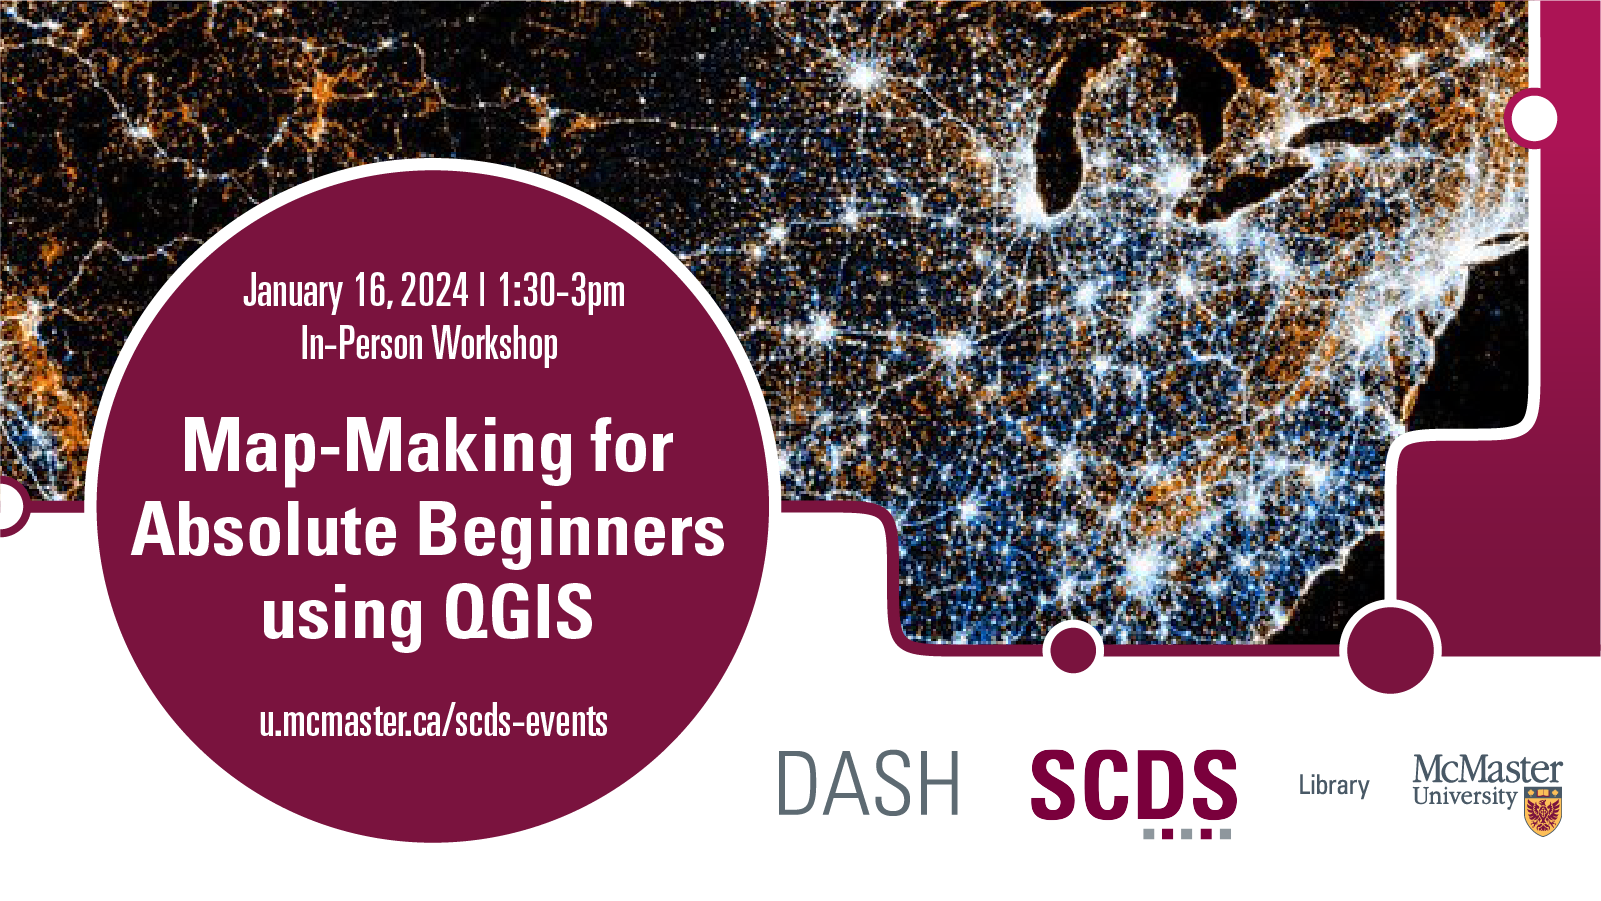 January 16, 2024 | 1:30-3pm
In-Person Workshop
Map-Making for
Absolute Beginners
using QGIS
u.mcmaster.ca/scds-events
DASH
SCDS
Library
McMaster
University